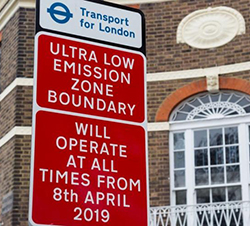 Transport
for London
ULTRA LOW
EMISSION
ZONE
BOUNDARY
WILL
OPERATE
AT ALL
TIMES FROM
8th APRIL
2019